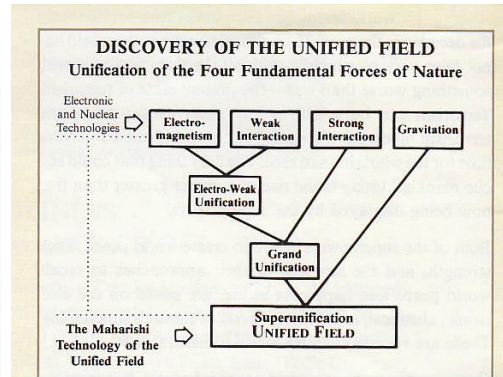 DISCOVERY OF THE UNIFIED FIELD
Unification of the Four Fundamental Forces of Nature
Electronic
and Nuclear
Technologies
Electro-
magnetism
Weak
Interaction
Strong
Interaction
Gravitation
Electro-Weak
Unification
Grand
Unification
Superunification
UNIFIED FIELD
The Maharishi
Technology of the
Unified Field